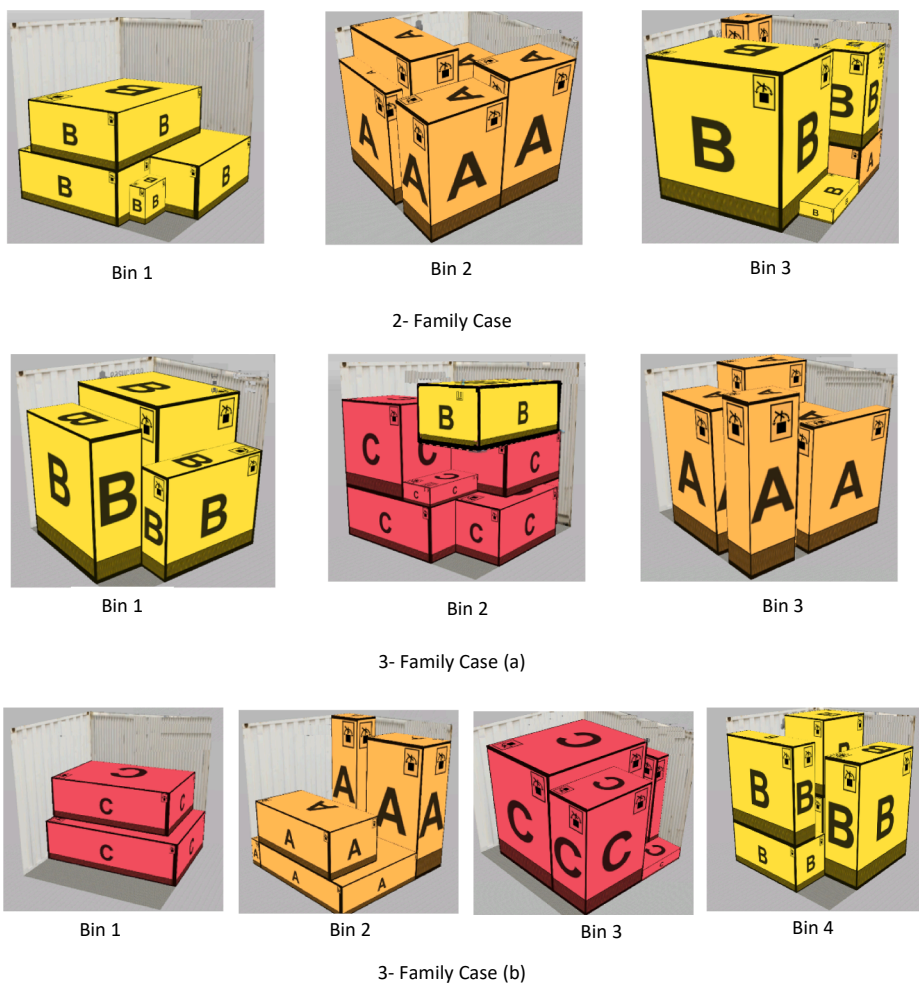 B
B B
B B
B B B
A
A A
A A
A A A A
B B
B B B B
A
B
Bin 1
Bin 2
Bin 3
2- Family Case
B
B
B B B
B B
B B
C C C
C C
C C C
A
A A A
Bin 1
Bin 2
Bin 3
3- Family Case (a)
C
C C
C
A A A
A
A A
A A
C
C
C C C
B B
B B B B
B
Bin 1
Bin 2
Bin 3
Bin 4
3- Family Case (b)